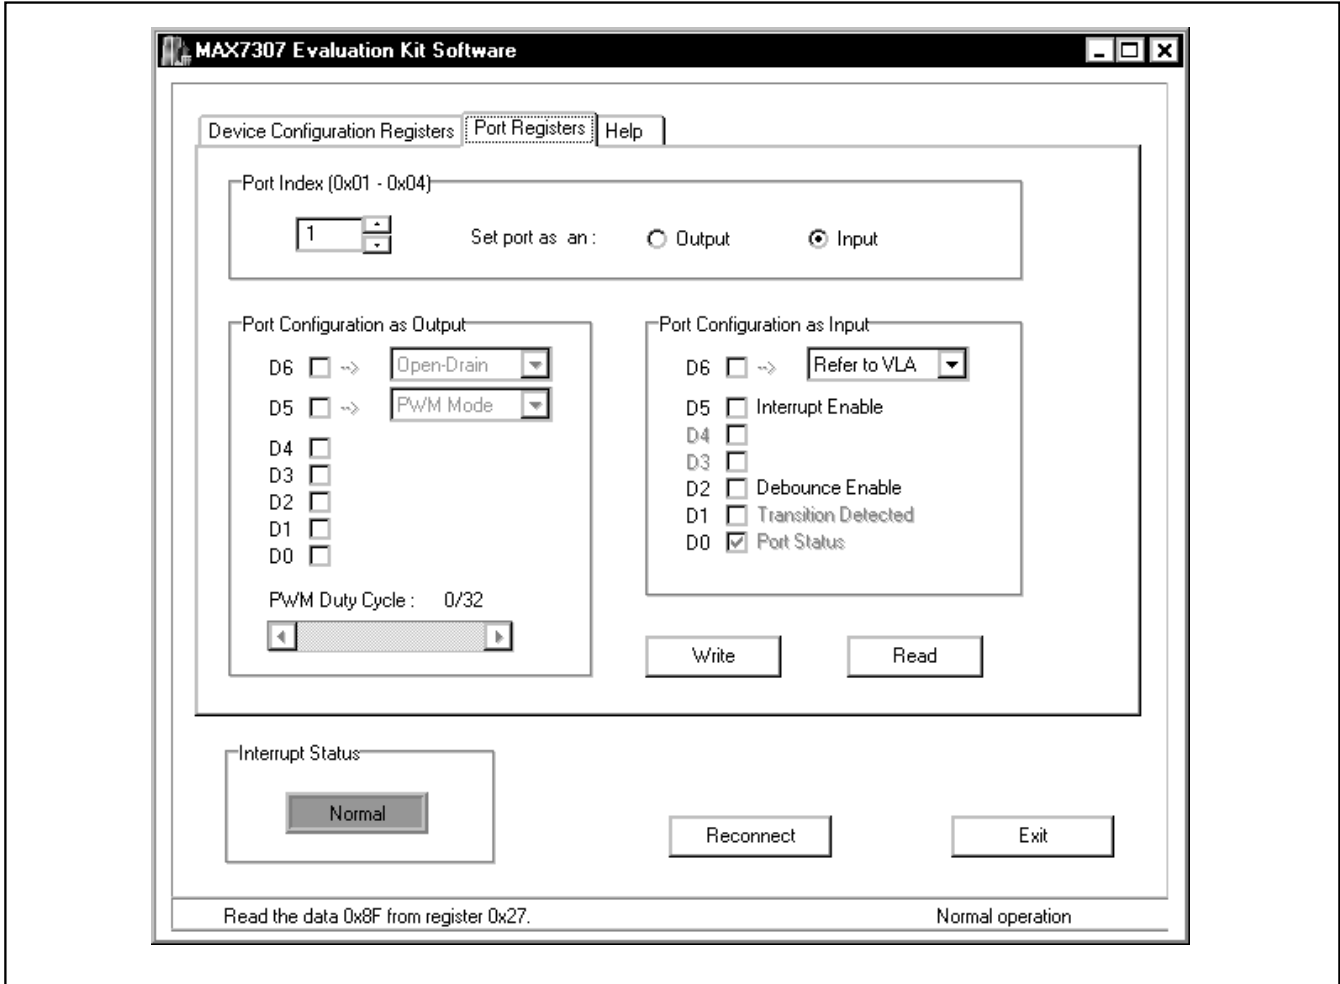 MAX7307 Evaluation Kit Software
Device Configuration Registers Port Registers Help
Port Index (0x01 - 0x04)
1 Set port as an : Output Input
Port Configuration as Output
D6 --> Open-Drain
D5 --> PWM Mode
D4
D3
D2
D1
D0
PWM Duty Cycle : 0/32
Port Configuration as Input
D6 --> Refer to VLA
D5 Interrupt Enable
D4
D3
D2 Debounce Enable
D1 Transition Detected
D0 Port Status
Write Read
Interrupt Status
Normal
Reconnect Exit
Read the data 0x8F from register 0x27. Normal operation